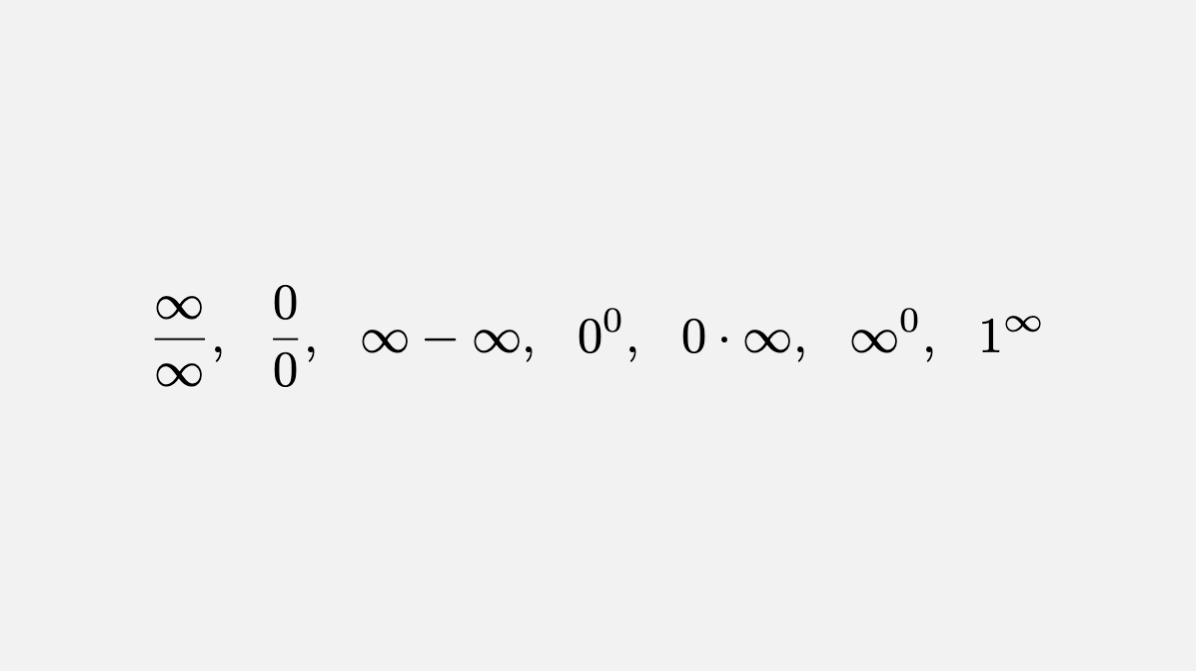 ∞/∞, 0/0, ∞ − ∞, 0⁰, 0 · ∞, ∞⁰, 1^∞